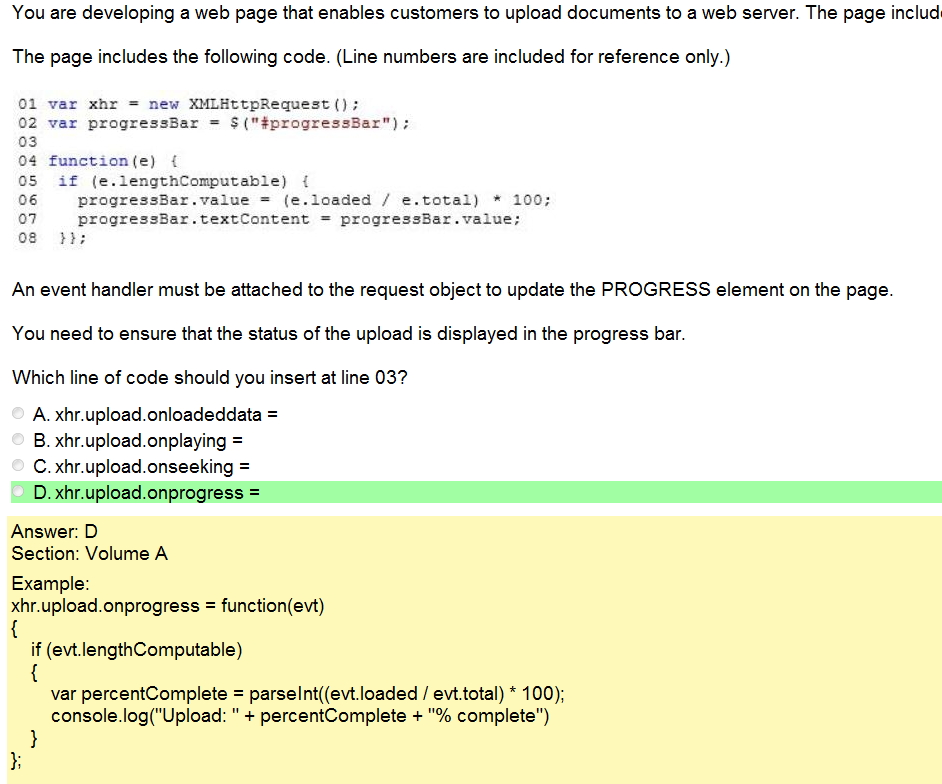 You are developing a web page that enables customers to upload documents to a web server. The page include
The page includes the following code. (Line numbers are included for reference only.)
01 var xhr = new XMLHttpRequest();
02 var progressBar = $("#progressBar");
03
04 function(e) {
05 if (e.lengthComputable) {
06 progressBar.value = (e.loaded / e.total) * 100;
07 progressBar.textContent = progressBar.value;
08 }};
An event handler must be attached to the request object to update the PROGRESS element on the page.
You need to ensure that the status of the upload is displayed in the progress bar.
Which line of code should you insert at line 03?
A. xhr.upload.onloadeddata =
B. xhr.upload.onplaying =
C. xhr.upload.onseeking =
D. xhr.upload.onprogress =
Answer: D
Section: Volume A
Example:
xhr.upload.onprogress = function(evt)
{
if (evt.lengthComputable)
{
var percentComplete = parseInt((evt.loaded / evt.total) * 100);
console.log("Upload: " + percentComplete + "% complete")
}
};